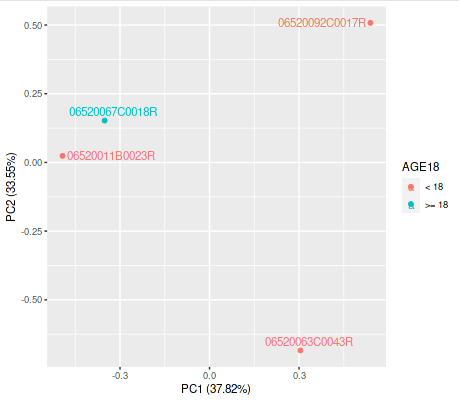 0.50
06520092C0017R
0.25
06520067C0018R
0.00
06520011B0023R
PC2 (33.55%)
-0.25
-0.50
06520063C0043R
-0.3
0.0
0.3
PC1 (37.82%)
AGE18
< 18
>= 18